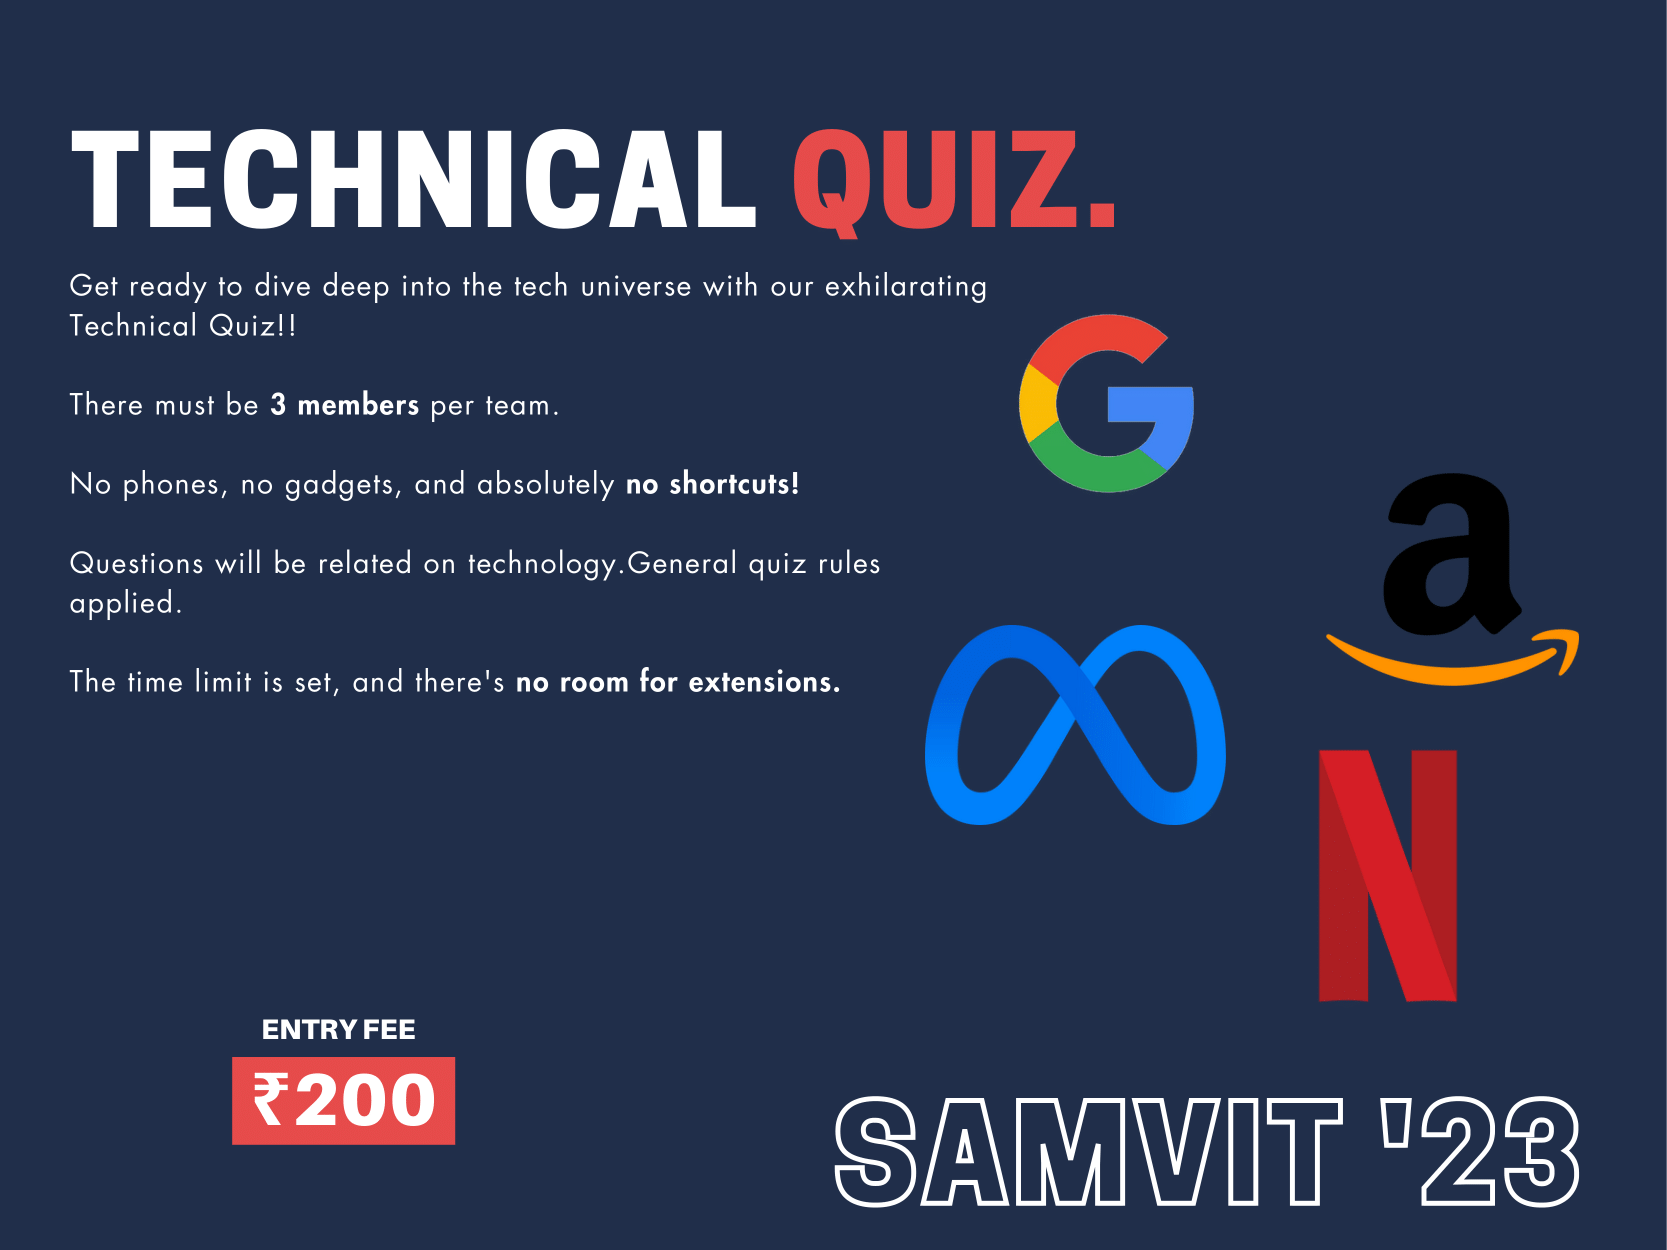 TECHNICAL QUIZ.
Get ready to dive deep into the tech universe with our exhilarating
Technical Quiz!!
There must be 3 members per team.
No phones, no gadgets, and absolutely no shortcuts!
Questions will be related on technology.General quiz rules
applied.
The time limit is set, and there's no room for extensions.
G
a
N
ENTRY FEE
₹200
SAMVIT '23